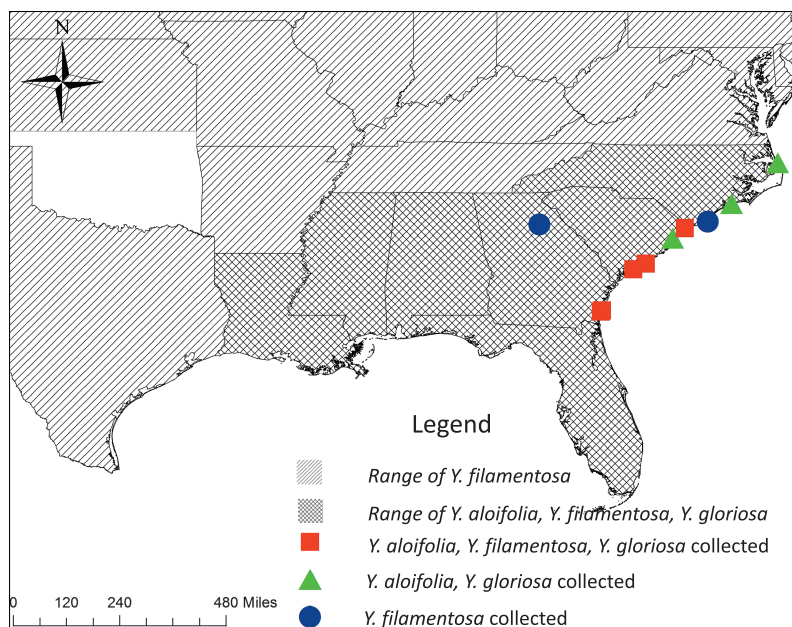 N
Legend
Range of Y. filamentosa
Range of Y. aloifolia, Y. filamentosa, Y. gloriosa
Y. aloifolia, Y. filamentosa, Y. gloriosa collected
Y. aloifolia, Y. gloriosa collected
Y. filamentosa collected
0 120 240 480 Miles